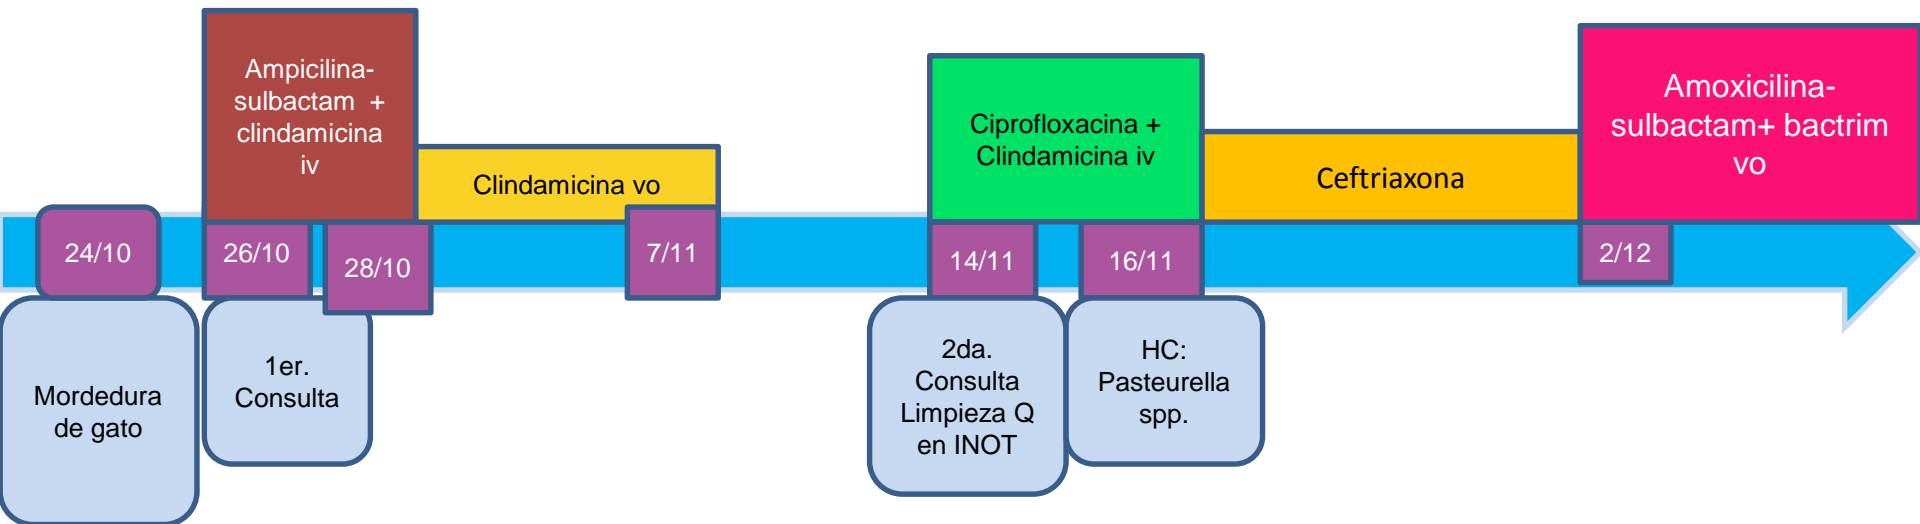 Ampicilina-
sulbactam + 
clindamicina
iv
Clindamicina vo
Ciprofloxacina +
Clindamicina iv
Ceftriaxona
Amoxicilina-
sulbactam+ bactrim
vo
24/10
26/10
28/10
7/11
14/11
16/11
2/12
Mordedura
de gato
1er.
Consulta
2da.
Consulta
Limpieza Q
en INOT
HC:
Pasteurella
spp.